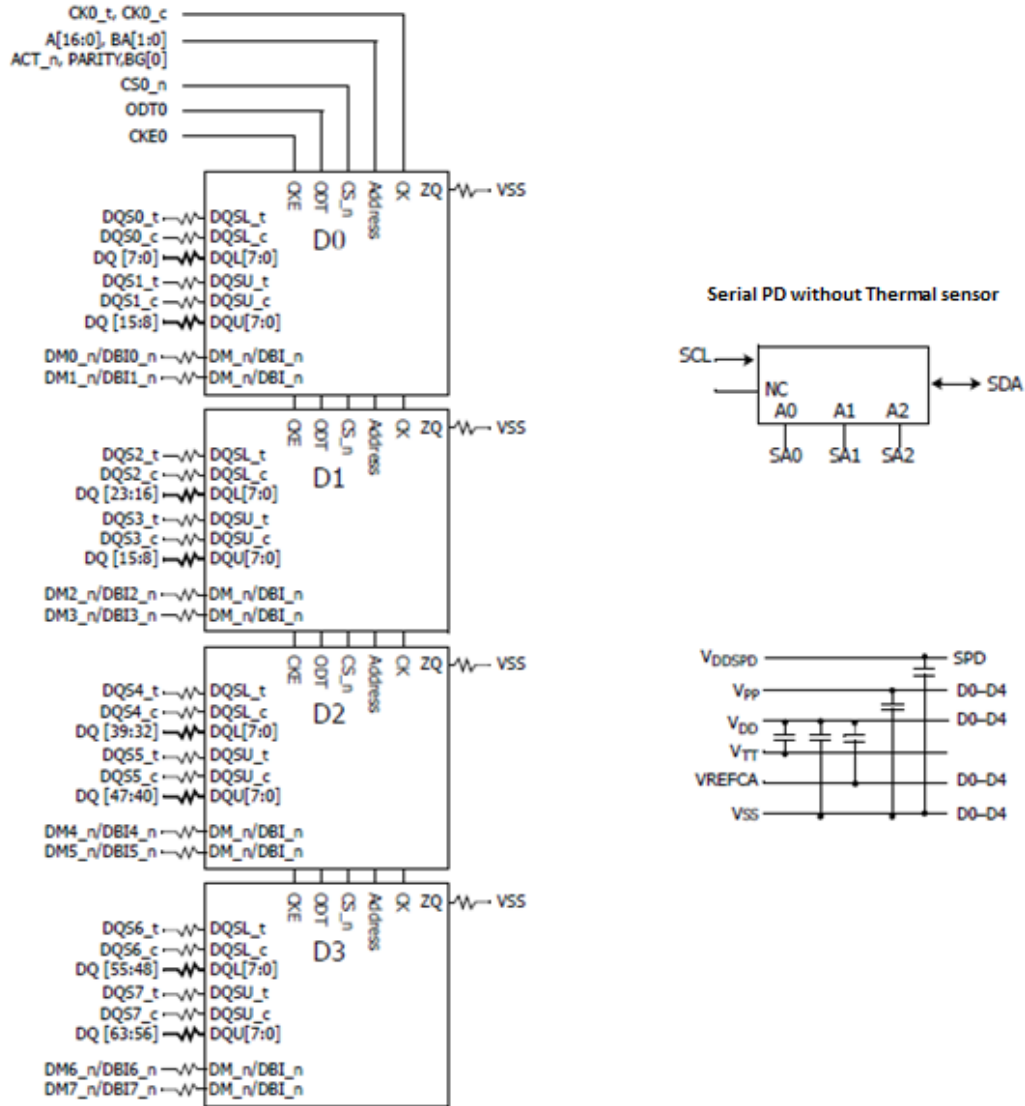 CK0_t, CK0_c
A[16:0], BA[1:0]
ACT_n, PARITY,BG[0]
CS0_n
ODT0
CKE0
CKE ODT CS_n Address CK ZQ VSS
D0
DQS0_t DQSL_t
DQS0_c DQSL_c
DQ [7:0] DQL[7:0]
DQS1_t DQSU_t
DQS1_c DQSU_c
DQ [15:8] DQU[7:0]
DM0_n/DBI0_n DM_n/DBI_n
DM1_n/DBI1_n DM_n/DBI_n
CKE ODT CS_n Address CK ZQ VSS
D1
DQS2_t DQSL_t
DQS2_c DQSL_c
DQ [23:16] DQL[7:0]
DQS3_t DQSU_t
DQS3_c DQSU_c
DQ [15:8] DQU[7:0]
DM2_n/DBI2_n DM_n/DBI_n
DM3_n/DBI3_n DM_n/DBI_n
CKE ODT CS_n Address CK ZQ VSS
D2
DQS4_t DQSL_t
DQS4_c DQSL_c
DQ [39:32] DQL[7:0]
DQS5_t DQSU_t
DQS5_c DQSU_c
DQ [47:40] DQU[7:0]
DM4_n/DBI4_n DM_n/DBI_n
DM5_n/DBI5_n DM_n/DBI_n
CKE ODT CS_n Address CK ZQ VSS
D3
DQS6_t DQSL_t
DQS6_c DQSL_c
DQ [55:48] DQL[7:0]
DQS7_t DQSU_t
DQS7_c DQSU_c
DQ [63:56] DQU[7:0]
DM6_n/DBI6_n DM_n/DBI_n
DM7_n/DBI7_n DM_n/DBI_n
Serial PD without Thermal sensor
SCL
NC
SDA
A0 A1 A2
SA0 SA1 SA2
VDDSPD SPD
VPP D0–D4
VDD D0–D4
VTT
VREFCA D0–D4
VSS D0–D4